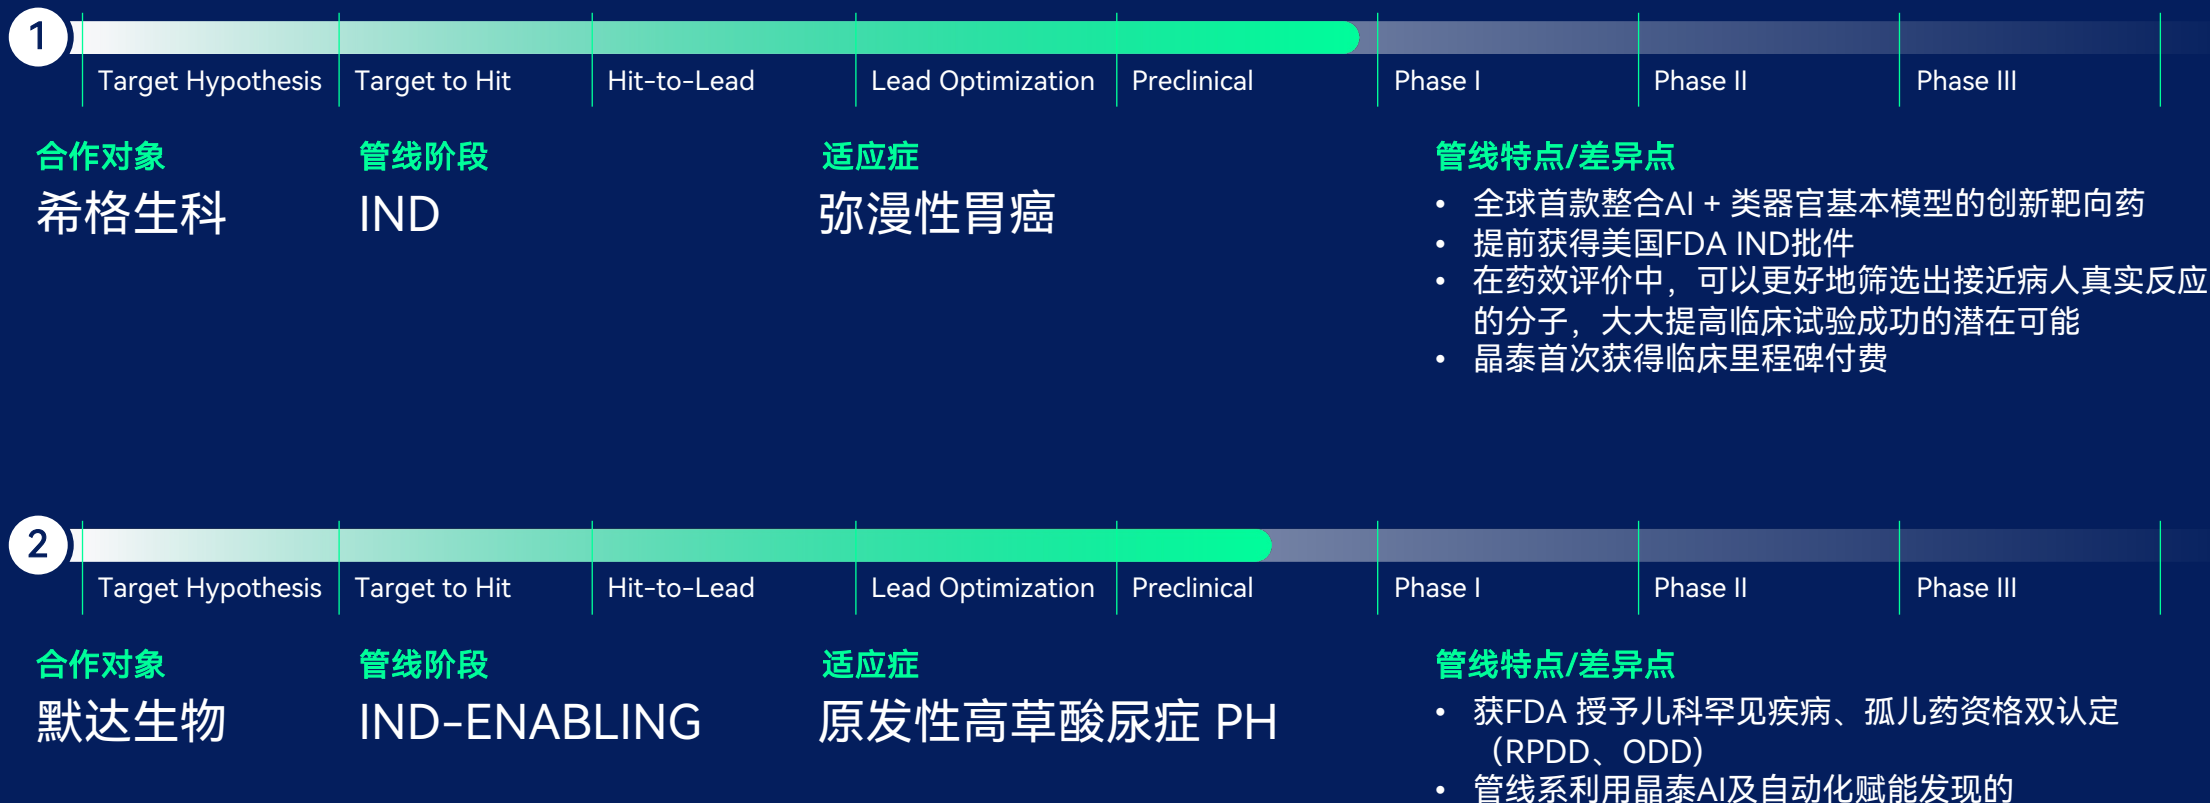 1
Target Hypothesis Target to Hit Hit-to-Lead Lead Optimization Preclinical Phase I Phase II Phase III
合作对象
希格生科
管线阶段
IND
适应症
弥漫性胃癌
管线特点/差异点
• 全球首款整合AI + 类器官基本模型的创新靶向药
• 提前获得美国FDA IND批件
• 在药效评价中，可以更好地筛选出接近病人真实反应
的分子，大大提高临床试验成功的潜在可能
• 晶泰首次获得临床里程碑付费
2
Target Hypothesis Target to Hit Hit-to-Lead Lead Optimization Preclinical Phase I Phase II Phase III
合作对象
默达生物
管线阶段
IND-ENABLING
适应症
原发性高草酸尿症 PH
管线特点/差异点
• 获FDA 授予儿科罕见疾病、孤儿药资格双认定
（RPDD、ODD）
• 管线系利用晶泰AI及自动化赋能发现的